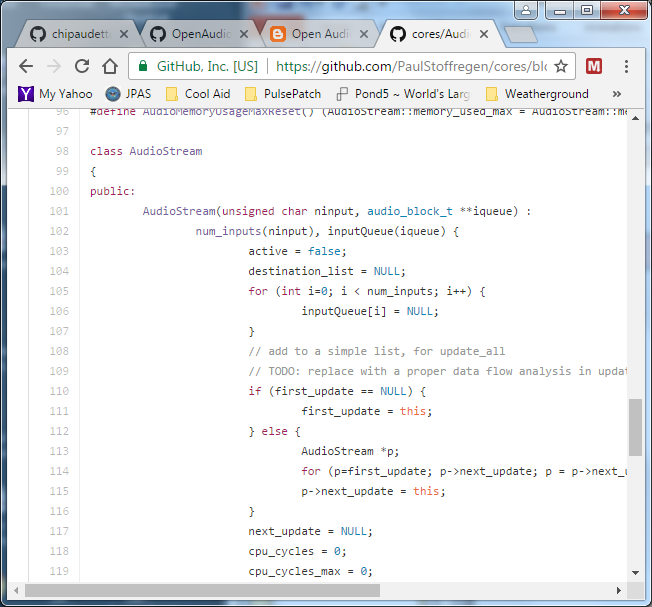 chipaudett
OpenAudio
Open Audi
cores/Audi
GitHub, Inc. [US] | https://github.com/PaulStoffregen/cores/blo
My Yahoo JPAS Cool Aid PulsePatch Pond5 ~ World's Larg Weatherground »
96 #define AudioMemoryUsageMaxReset() (AudioStream::memory_used_max = AudioStream::me
97
98 class AudioStream
99 {
100 public:
101 AudioStream(unsigned char ninput, audio_block_t **iqueue) :
102 num_inputs(ninput), inputQueue(iqueue) {
103 active = false;
104 destination_list = NULL;
105 for (int i=0; i < num_inputs; i++) {
106 inputQueue[i] = NULL;
107 }
108 // add to a simple list, for update_all
109 // TODO: replace with a proper data flow analysis in updat
110 if (first_update == NULL) {
111 first_update = this;
112 } else {
113 AudioStream *p;
114 for (p=first_update; p->next_update; p = p->next_u
115 p->next_update = this;
116 }
117 next_update = NULL;
118 cpu_cycles = 0;
119 cpu_cycles_max = 0;